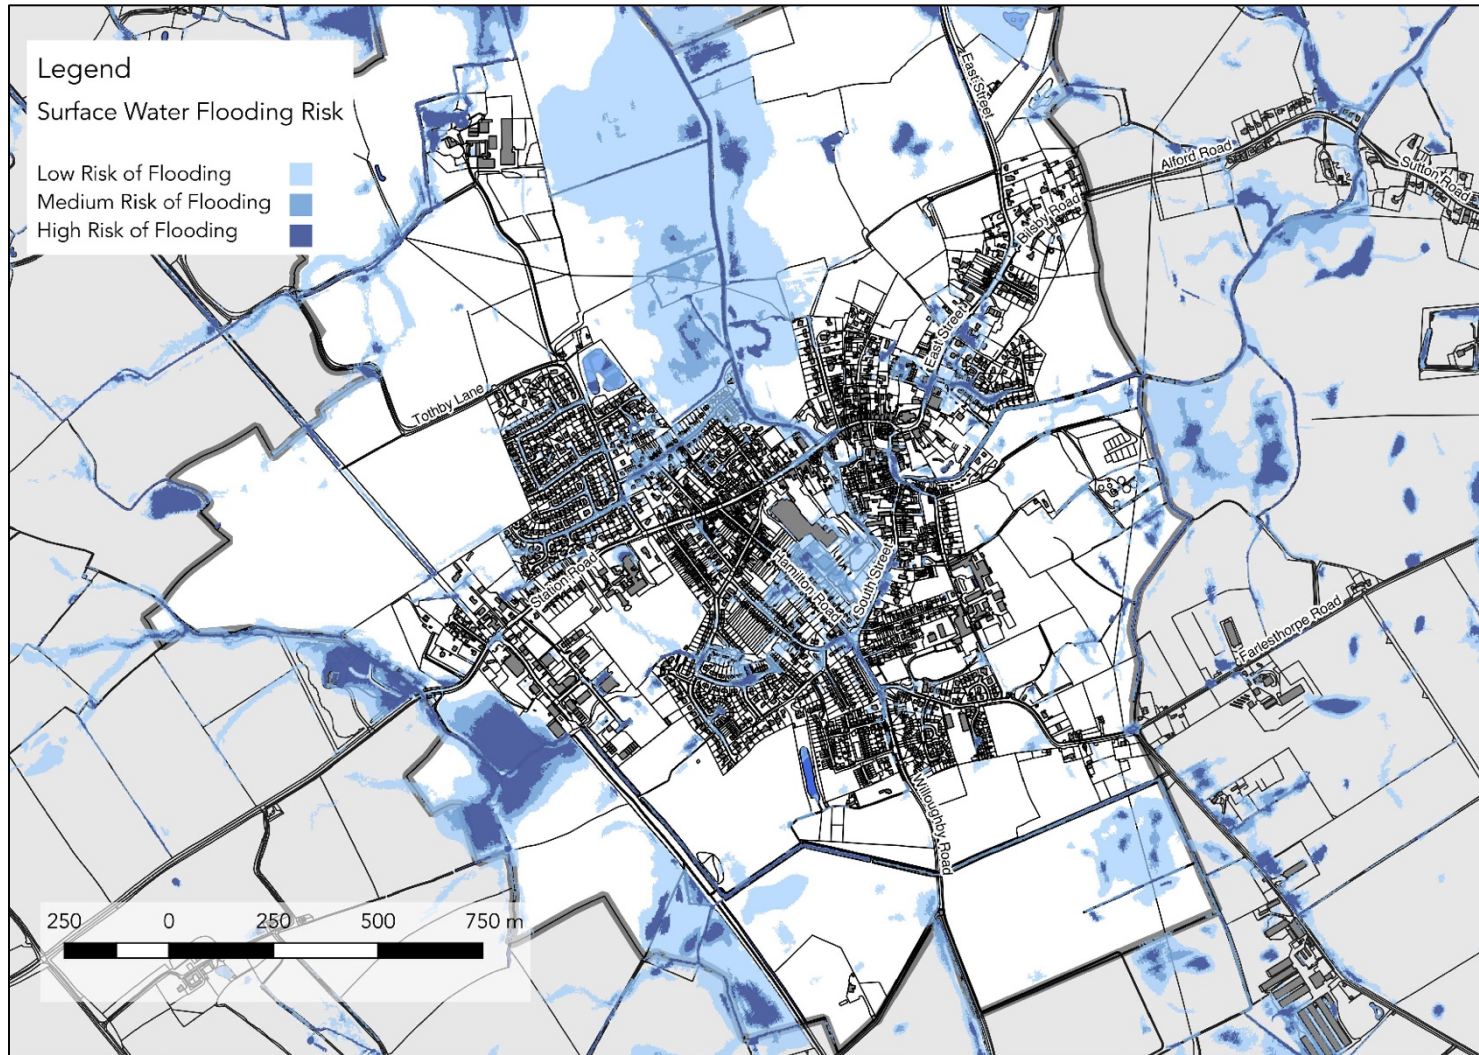 Legend
Surface Water Flooding Risk
Low Risk of Flooding
Medium Risk of Flooding
High Risk of Flooding
East Street
Alford Road
Sutton Road
Bilsby Road
East Street
Tothby Lane
Station Road
Hamilton Road
South Street
Farlesthorpe Road
Willoughby Road
250 0 250 500 750 m